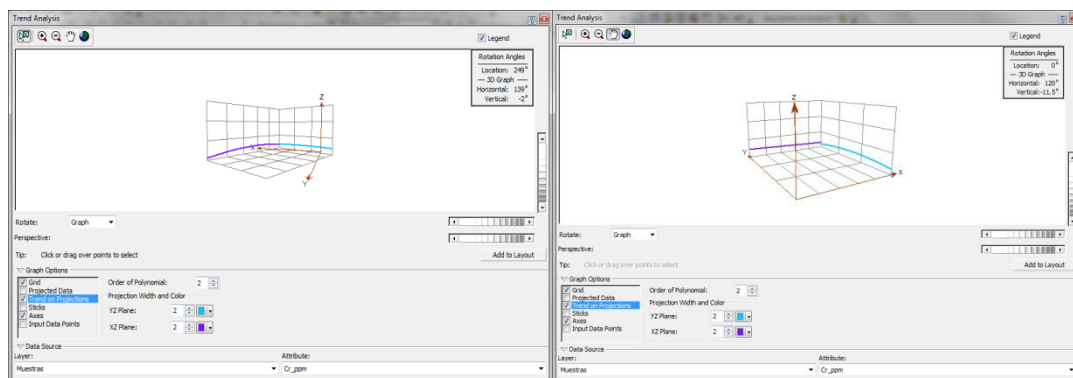 Trend Analysis
Legend
Rotation Angles
Location: 249°
— 3D Graph —
Horizontal: 139°
Vertical: -2°
Z
X
Y
Rotate: Graph
Perspective:
Tip: Click or drag over points to select
Add to Layout
Graph Options
Grid
Projected Data
Trend on Projections
Sticks
Axes
Input Data Points
Order of Polynomial: 2
Projection Width and Color
YZ Plane: 2
XZ Plane: 2
Data Source
Layer: Attribute:
Muestras Cr_ppm
Trend Analysis
Legend
Rotation Angles
Location: 0°
— 3D Graph —
Horizontal: 120°
Vertical:-11.5°
Z
Y
X
Rotate: Graph
Perspective:
Tip: Click or drag over points to select
Add to Layout
Graph Options
Grid
Projected Data
Trend on Projections
Sticks
Axes
Input Data Points
Order of Polynomial: 2
Projection Width and Color
YZ Plane: 2
XZ Plane: 2
Data Source
Layer: Attribute:
Muestras Cr_ppm